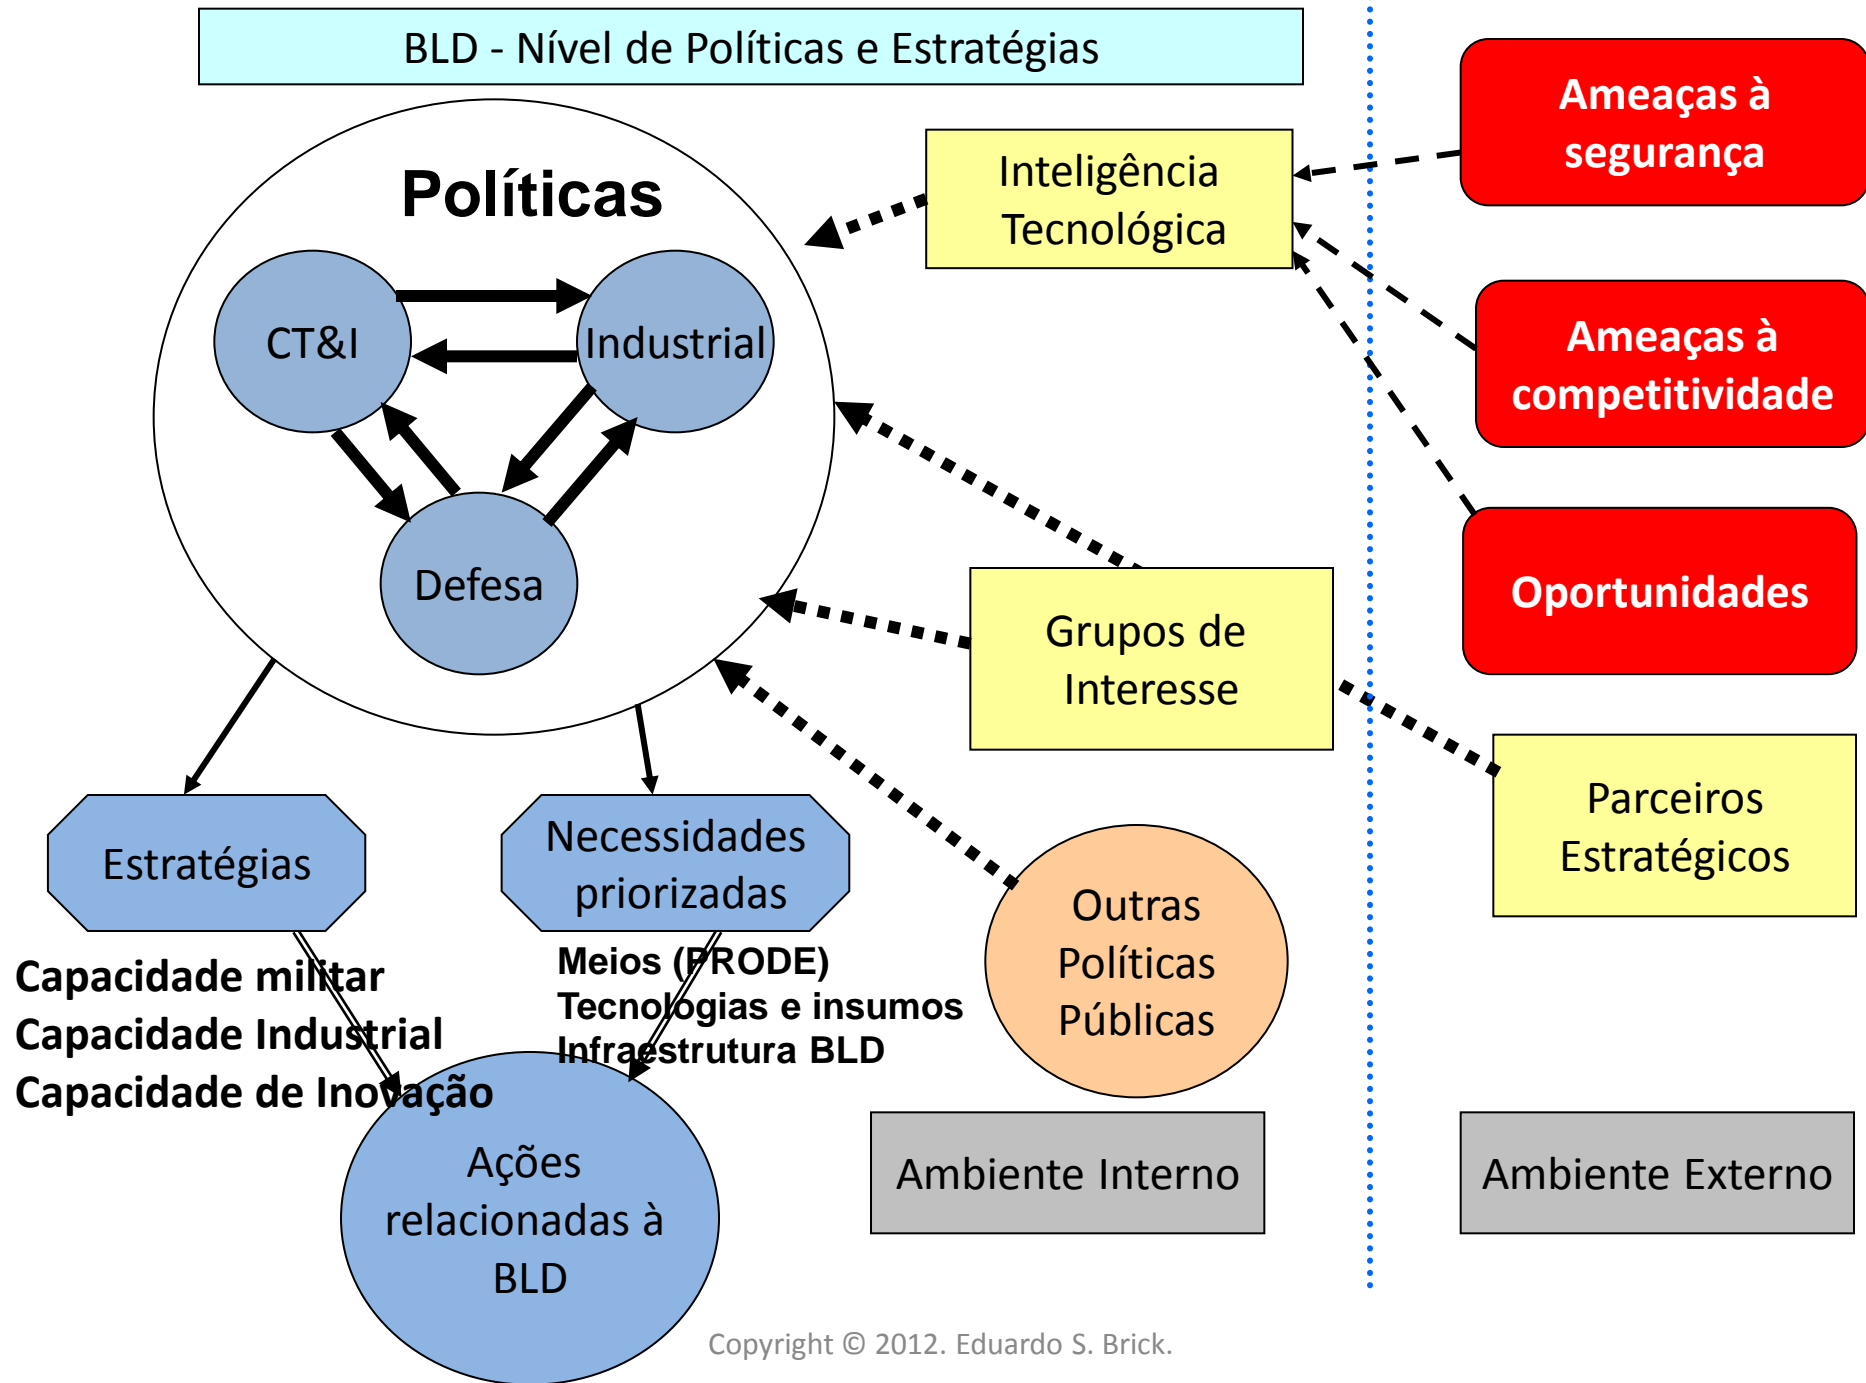 BLD - Nível de Políticas e Estratégias
Políticas
CT&I
Industrial
Defesa
Inteligência
Tecnológica
Ameaças à
segurança
Ameaças à
competitividade
Oportunidades
Grupos de
Interesse
Parceiros
Estratégicos
Estratégias
Necessidades
priorizadas
Outras
Políticas
Públicas
Capacidade militar
Capacidade Industrial
Capacidade de Inovação
Meios (PRODE)
Tecnologias e insumos
Infraestrutura BLD
Ações
relacionadas à
BLD
Ambiente Interno
Ambiente Externo
Copyright © 2012. Eduardo S. Brick.